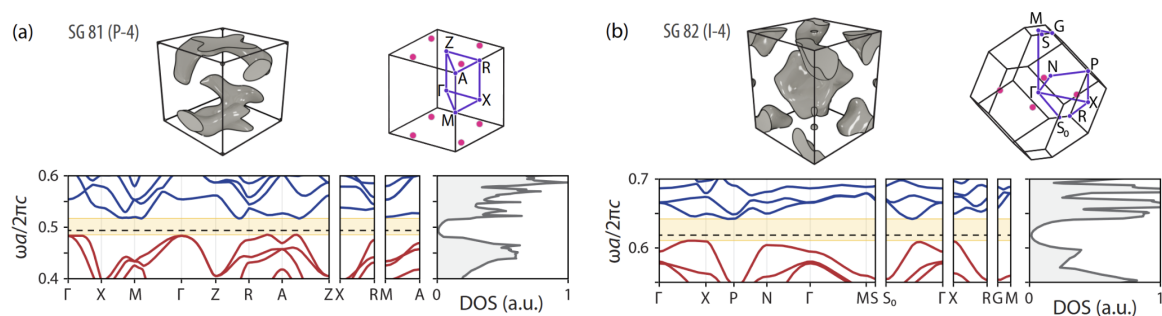 (a) SG 81 (P-4)
Z
R
A
Γ
X
M
ωa/2πc
0.6
0.5
0.4
Γ X M Γ Z R A Z X R M A
0 1
DOS (a.u.)
(b) SG 82 (I-4)
M
G
S
N
P
Γ
X
R
S₀
ωa/2πc
0.7
0.6
Γ X P N Γ M S S₀ Γ X R G M
0 1
DOS (a.u.)